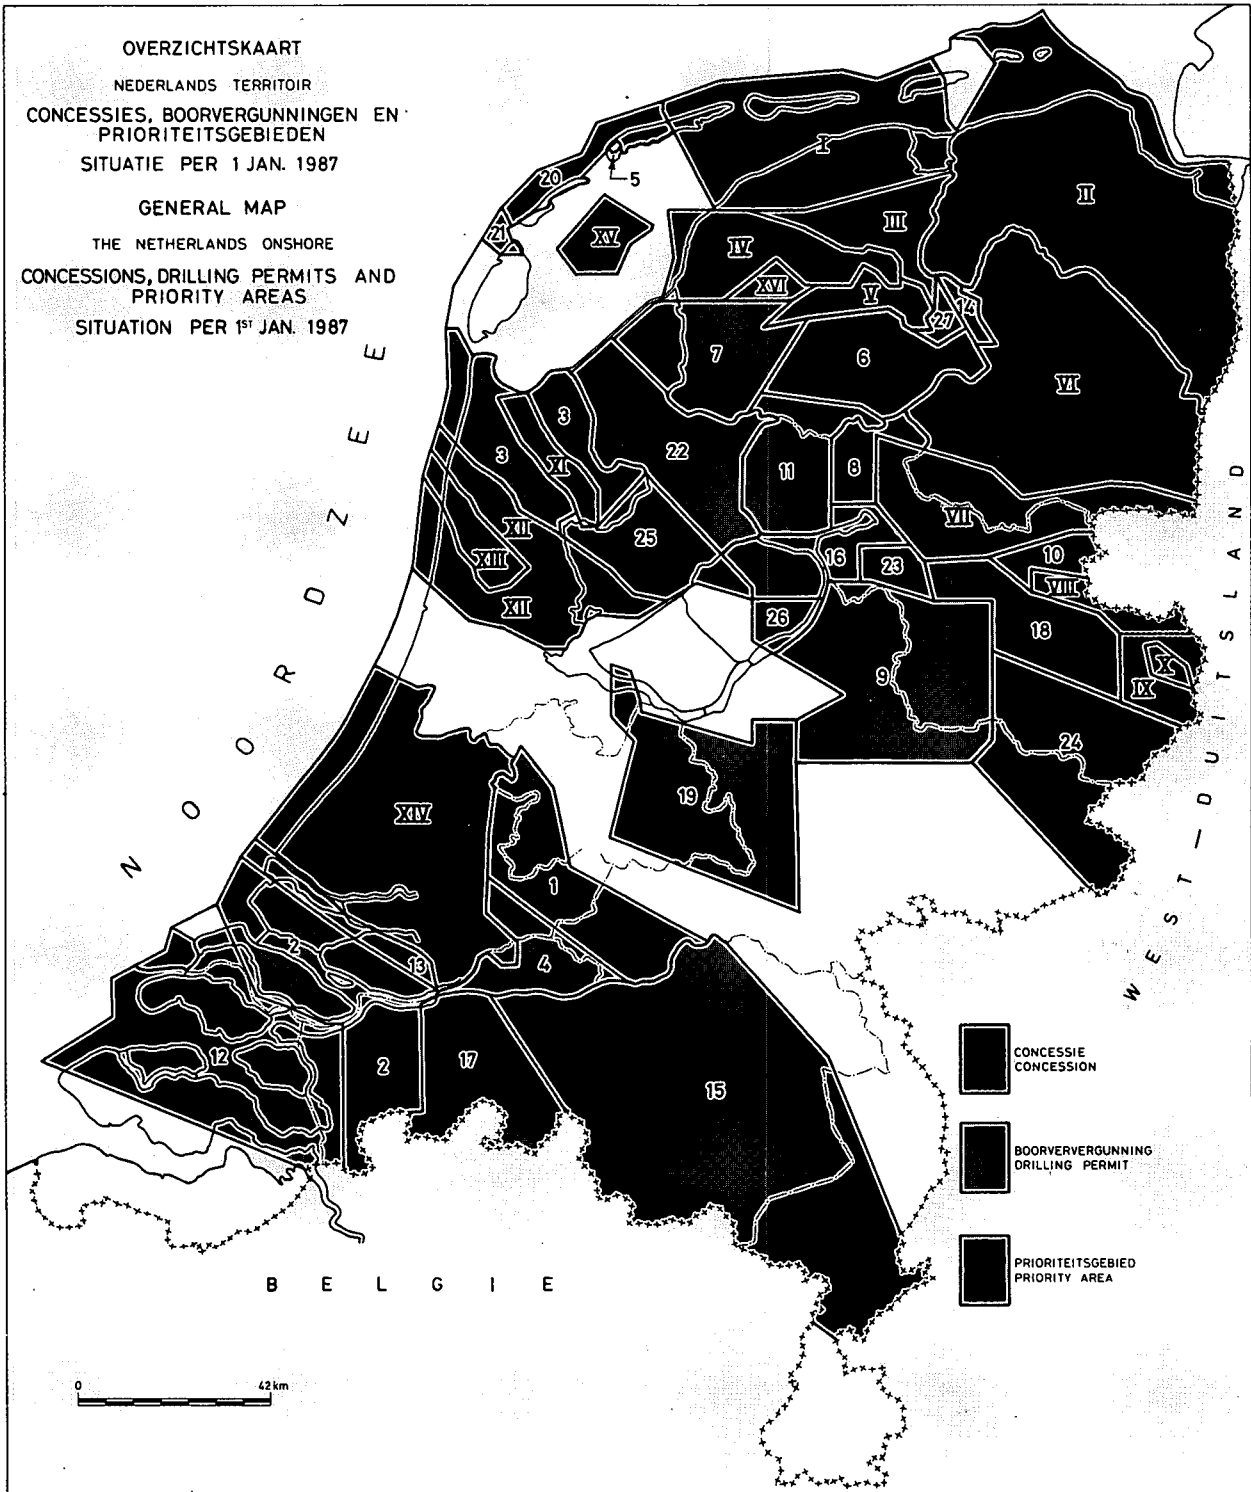 OVERZICHTSKAART
NEDERLANDS TERRITOIR
CONCESSIES, BOORVERGUNNINGEN EN
PRIORITEITSGEBIEDEN
SITUATIE PER 1 JAN. 1987
GENERAL MAP
THE NETHERLANDS ONSHORE
CONCESSIONS, DRILLING PERMITS AND
PRIORITY AREAS
SITUATION PER 1ST JAN. 1987
NOORDZEE
I
II
20
5
21
XV
III
IV
XVI
V
27
14
7
6
VI
3
3
22
XI
11
8
VII
XII
25
XIII
16
23
10
VIII
XII
26
18
9
X
IX
24
19
XIV
1
2
13
4
12
2
17
15
WEST-DUITSLAND
CONCESSIE
CONCESSION
BOORVERVERGUNNING
DRILLING PERMIT
PRIORITEITSGEBIED
PRIORITY AREA
BELGIE
0 42 km